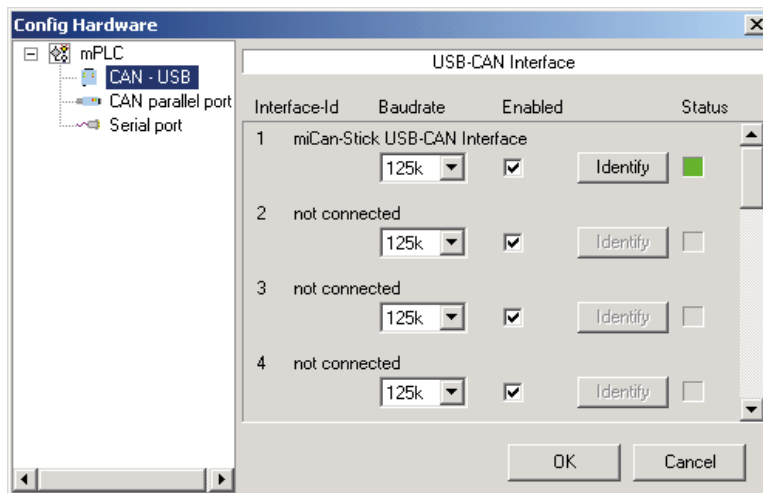 Config Hardware
mPLC
CAN - USB
CAN parallel port
Serial port
USB-CAN Interface
Interface-Id Baudrate Enabled Status
1 miCan-Stick USB-CAN Interface
125k Identify
2 not connected
125k Identify
3 not connected
125k Identify
4 not connected
125k Identify
OK Cancel